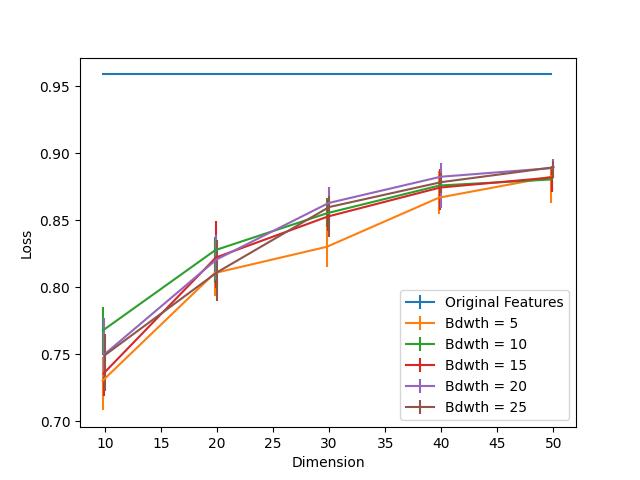 0.95
0.90
0.85
0.80
0.75
0.70
Loss
10
15
20
25
30
35
40
45
50
Dimension
Original Features
Bdwth = 5
Bdwth = 10
Bdwth = 15
Bdwth = 20
Bdwth = 25